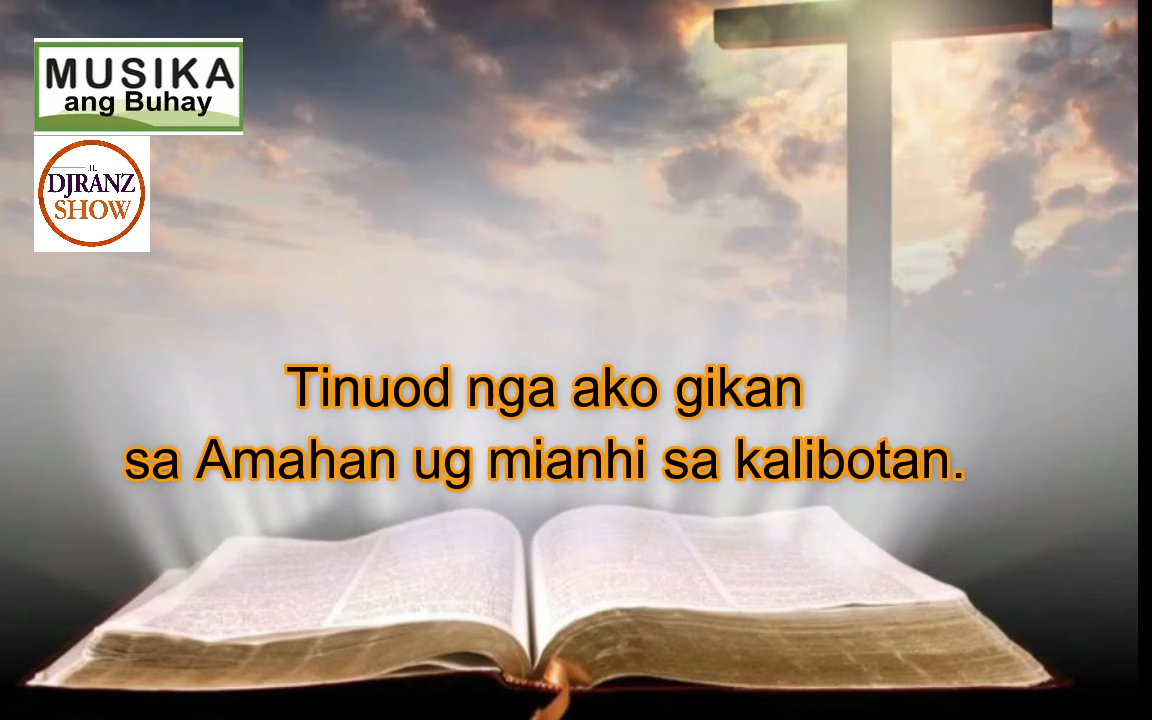 MUSIKA
ang Buhay
DJRANZ
SHOW
Tinuod nga ako gikan
sa Amahan ug mianhi sa kalibotan.